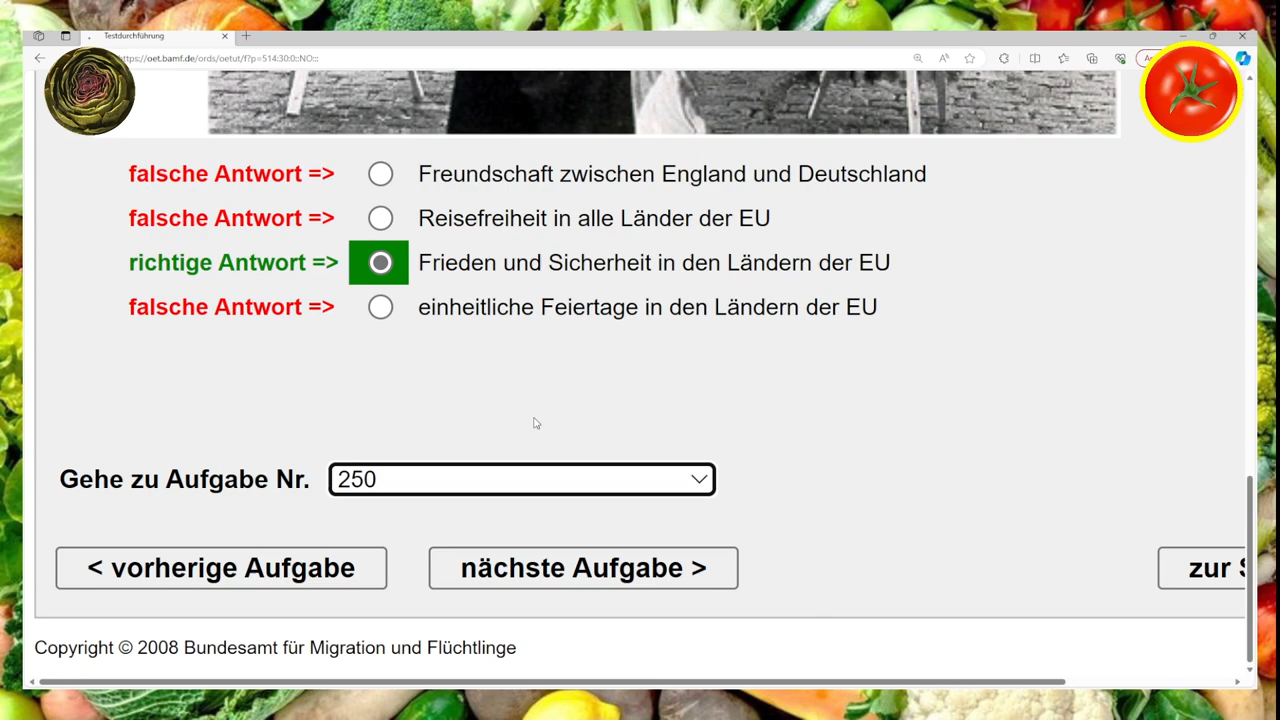 Testdurchführung
https://oet.bamf.de/ords/oetut/f?p=514:30:0::NO:::
falsche Antwort => Freundschaft zwischen England und Deutschland
falsche Antwort => Reisefreiheit in alle Länder der EU
richtige Antwort => Frieden und Sicherheit in den Ländern der EU
falsche Antwort => einheitliche Feiertage in den Ländern der EU
Gehe zu Aufgabe Nr. 250
< vorherige Aufgabe nächste Aufgabe > zur
Copyright © 2008 Bundesamt für Migration und Flüchtlinge